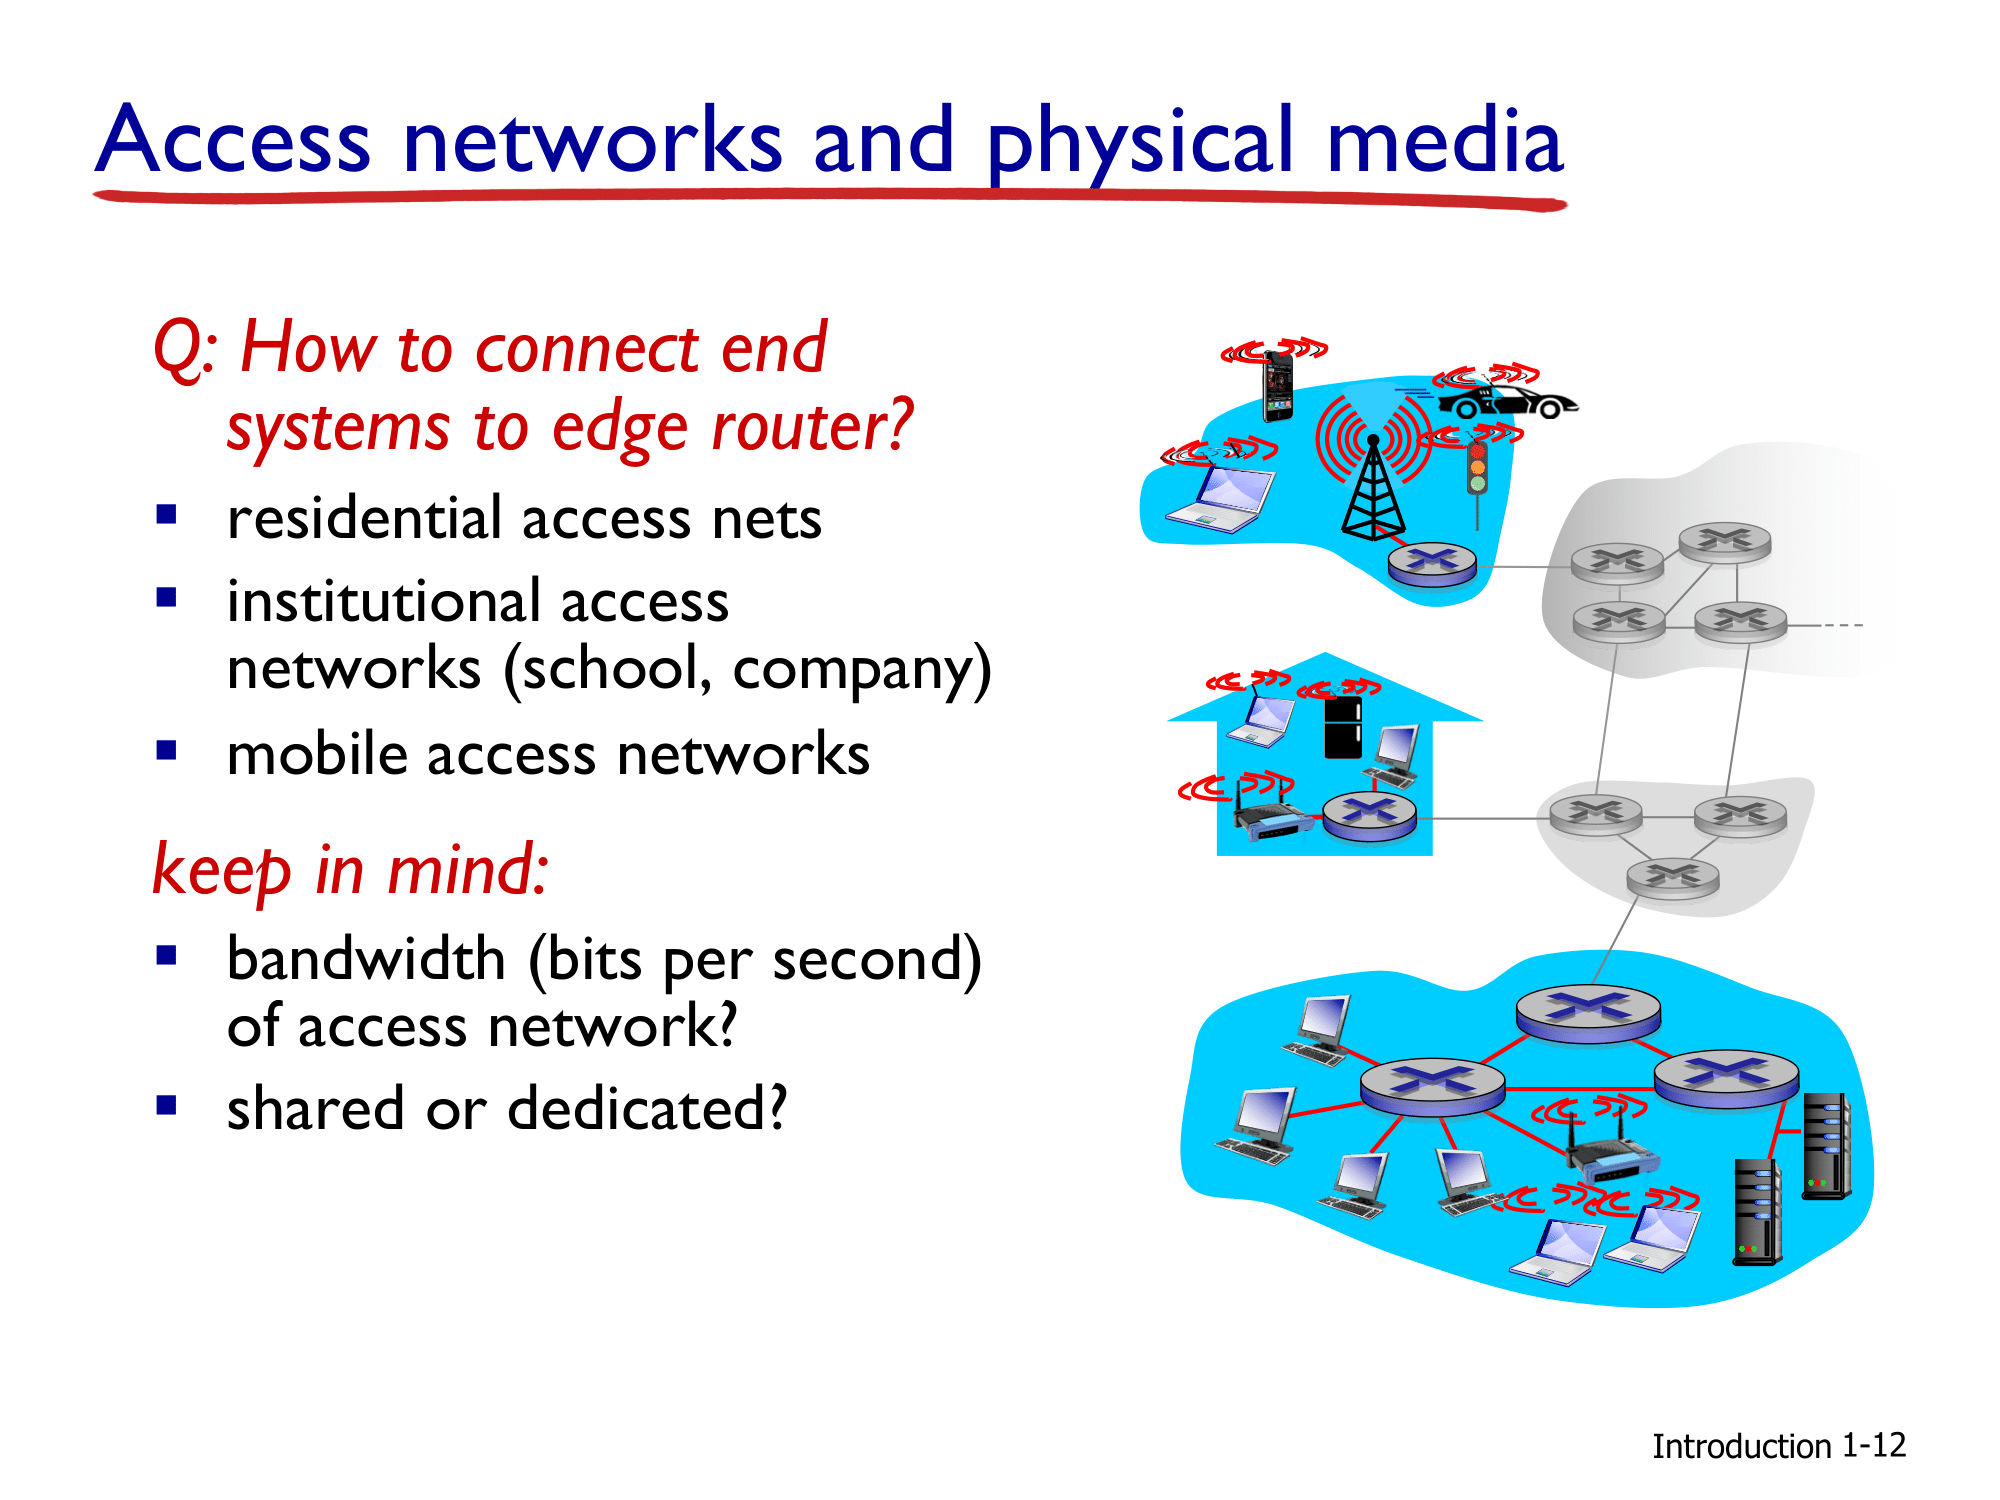 Access networks and physical media
Q: How to connect end
systems to edge router?
▪ residential access nets
▪ institutional access
networks (school, company)
▪ mobile access networks
keep in mind:
▪ bandwidth (bits per second)
of access network?
▪ shared or dedicated?
Introduction 1-12